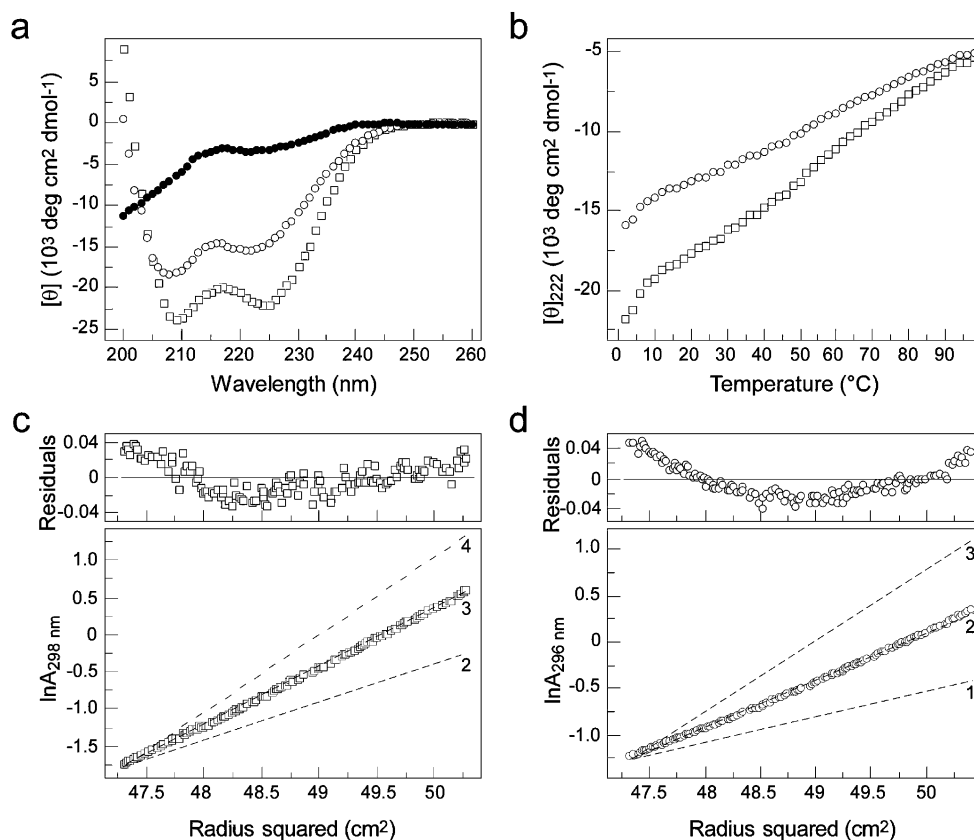 a
[θ] (10³ deg cm² dmol⁻¹)
5
0
-5
-10
-15
-20
-25
200 210 220 230 240 250 260
Wavelength (nm)
b
[θ]₂₂₂ (10³ deg cm² dmol⁻¹)
-5
-10
-15
-20
0 10 20 30 40 50 60 70 80 90
Temperature (°C)
c
Residuals
0.04
0
-0.04
lnA₂₉₈ nm
1.0
0.5
0
-0.5
-1.0
-1.5
4
3
2
47.5 48 48.5 49 49.5 50
Radius squared (cm²)
d
Residuals
0.04
0
-0.04
lnA₂₉₆ nm
1.0
0.5
0
-0.5
-1.0
3
2
1
47.5 48 48.5 49 49.5 50
Radius squared (cm²)